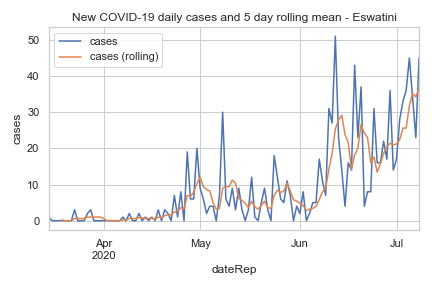 New COVID-19 daily cases and 5 day rolling mean - Eswatini
cases
cases (rolling)
50
40
30
20
10
0
cases
Apr
2020
May
Jun
Jul
dateRep